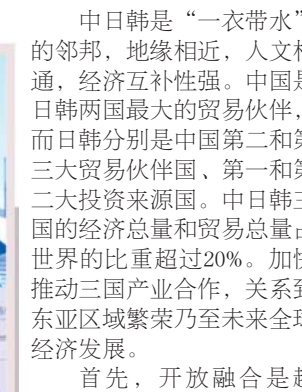 中日韩是“一衣带水”
的邻邦，地缘相近，人文相
通，经济互补性强。中国是
日韩两国最大的贸易伙伴，
而日韩分别是中国第二和第
三大贸易伙伴国、第一和第
二大投资来源国。中日韩三
国的经济总量和贸易总量占
世界的比重超过20%。加快
推动三国产业合作，关系到
东亚区域繁荣乃至未来全球
经济发展。
首先，开放融合是